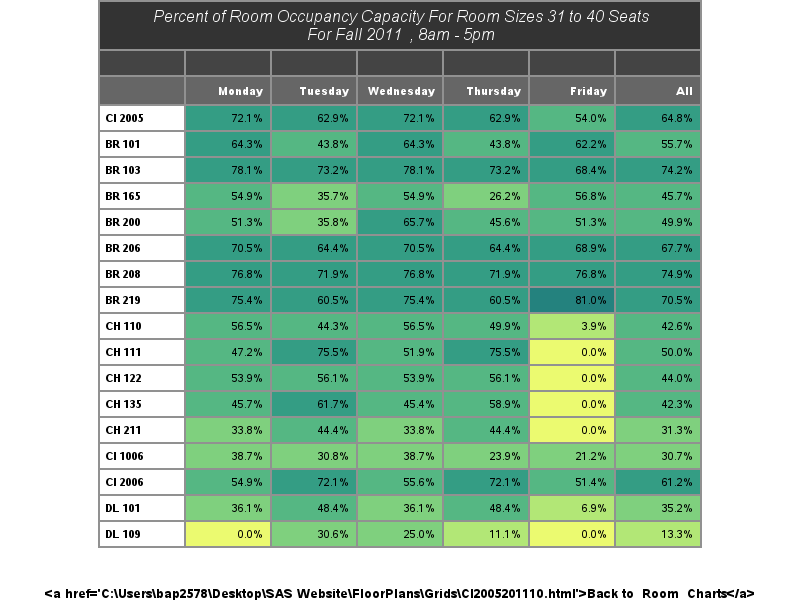 Percent of Room Occupancy Capacity For Room Sizes 31 to 40 Seats
For Fall 2011 , 8am - 5pm
Monday Tuesday Wednesday Thursday Friday All
CI 2005 72.1% 62.9% 72.1% 62.9% 54.0% 64.8%
BR 101 64.3% 43.8% 64.3% 43.8% 62.2% 55.7%
BR 103 78.1% 73.2% 78.1% 73.2% 68.4% 74.2%
BR 165 54.9% 35.7% 54.9% 26.2% 56.8% 45.7%
BR 200 51.3% 35.8% 65.7% 45.6% 51.3% 49.9%
BR 206 70.5% 64.4% 70.5% 64.4% 68.9% 67.7%
BR 208 76.8% 71.9% 76.8% 71.9% 76.8% 74.9%
BR 219 75.4% 60.5% 75.4% 60.5% 81.0% 70.5%
CH 110 56.5% 44.3% 56.5% 49.9% 3.9% 42.6%
CH 111 47.2% 75.5% 51.9% 75.5% 0.0% 50.0%
CH 122 53.9% 56.1% 53.9% 56.1% 0.0% 44.0%
CH 135 45.7% 61.7% 45.4% 58.9% 0.0% 42.3%
CH 211 33.8% 44.4% 33.8% 44.4% 0.0% 31.3%
CI 1006 38.7% 30.8% 38.7% 23.9% 21.2% 30.7%
CI 2006 54.9% 72.1% 55.6% 72.1% 51.4% 61.2%
DL 101 36.1% 48.4% 36.1% 48.4% 6.9% 35.2%
DL 109 0.0% 30.6% 25.0% 11.1% 0.0% 13.3%
<a href='C:\Users\bap2578\Desktop\SAS Website\FloorPlans\Grids\CI2005201110.html'>Back to Room Charts</a>